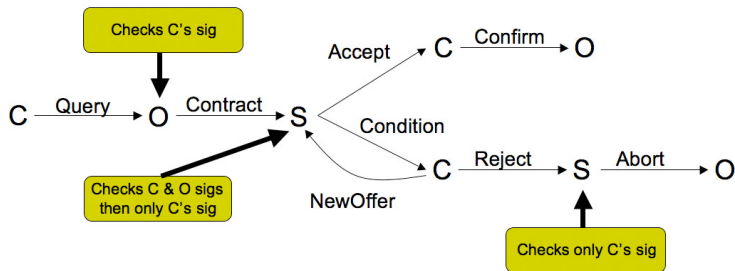 Checks C's sig
Accept
C
Confirm
O
C
Query
O
Contract
S
Condition
Checks C & O sigs
then only C's sig
NewOffer
C
Reject
S
Abort
O
Checks only C's sig